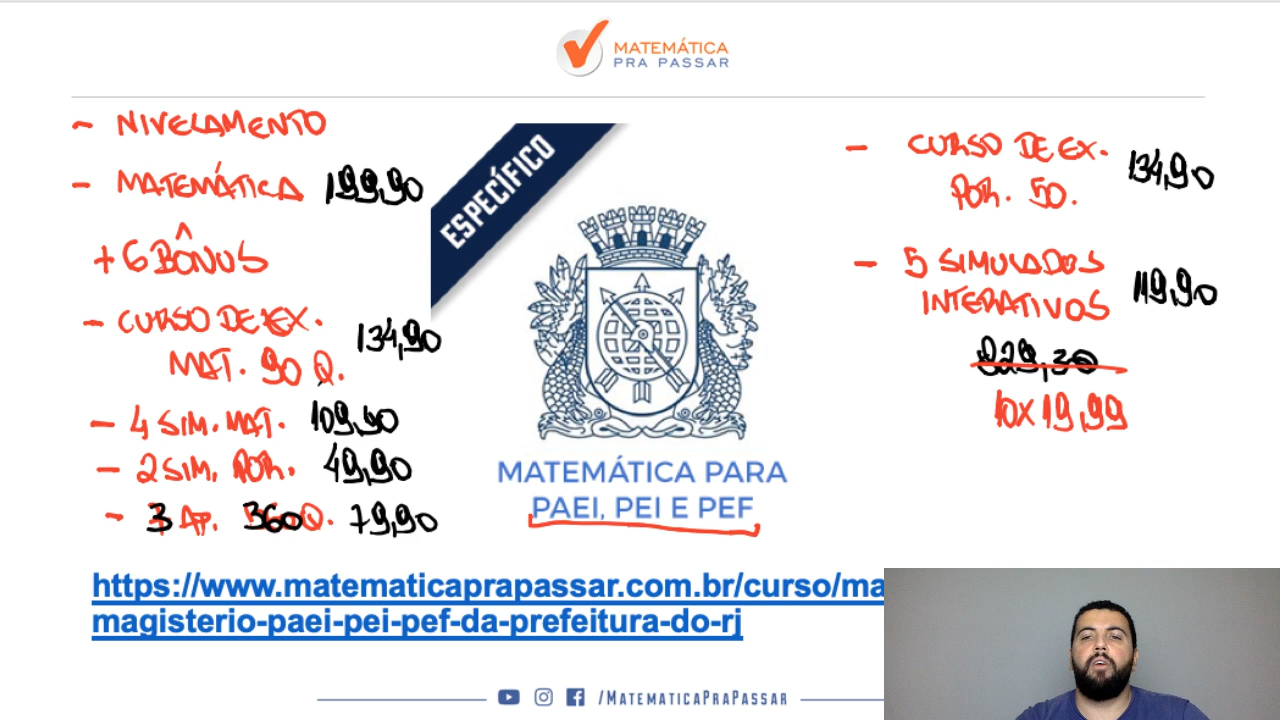 MATEMÁTICA
PRA PASSAR
- NIVELAMENTO
- MATEMÁTICA 199,90
+ 6 BÔNUS
- CURSO DE EX.
MAT. 90 Q. 134,90
- 4 SIM. MAT. 109,90
- 2 SIM. POR. 49,90
- 3 AP. 360 Q. 79,90
ESPECÍFICO
MATEMÁTICA PARA
PAEI, PEI E PEF
- CURSO DE EX.
POR. 50. 134,90
- 5 SIMULADOS
INTERATIVOS 119,90
829,30
10X 19,99
https://www.matematicaprapassar.com.br/curso/ma
magisterio-paei-pei-pef-da-prefeitura-do-rj
/MATEMATICAPRAPASSAR